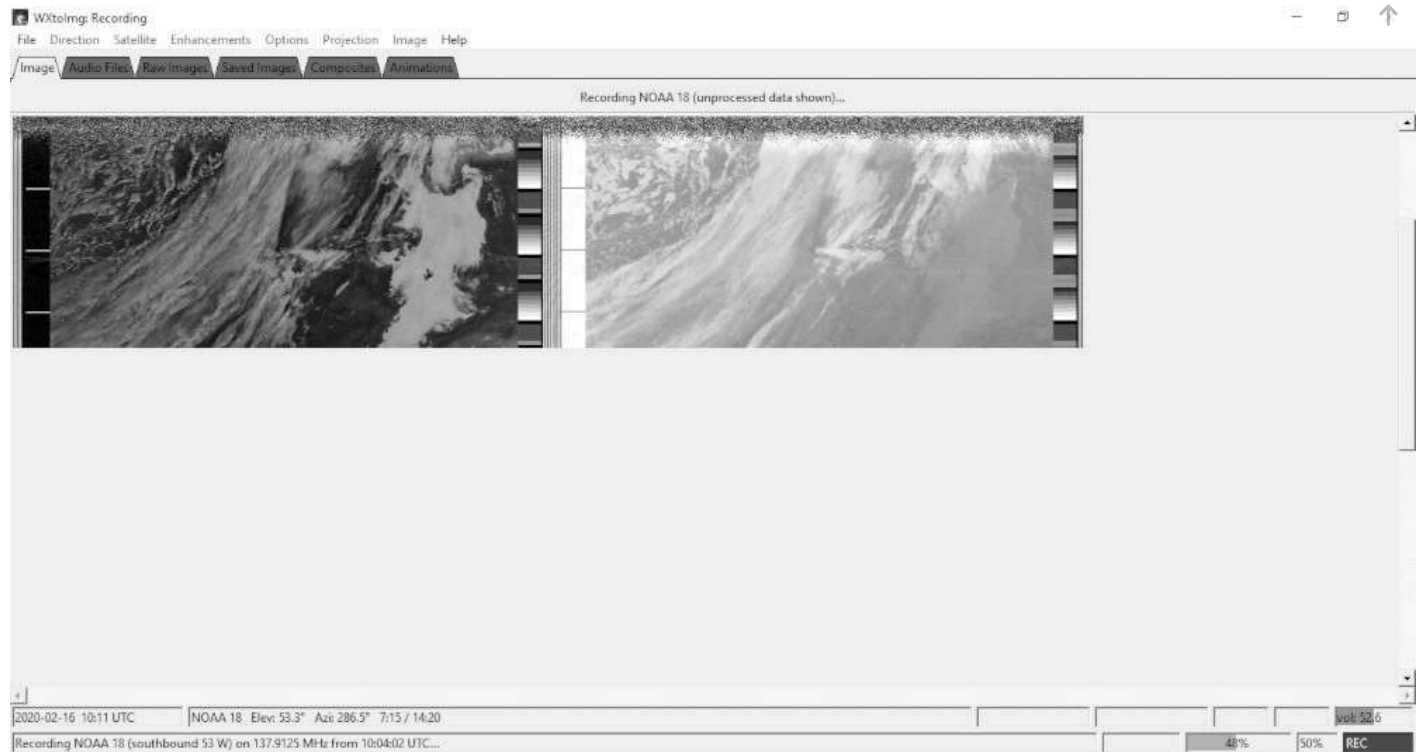 WXtoImg: Recording
File Direction Satellite Enhancements Options Projection Image Help
Image Audio Files Raw Images Saved Images Composites Animations
Recording NOAA 18 (unprocessed data shown)...
2020-02-16 10:11 UTC NOAA 18 Elev: 53.3° Azi: 286.5° 7:15 / 14:20 vol: 52.6
Recording NOAA 18 (southbound 53 W) on 137.9125 MHz from 10:04:02 UTC... 48% 50% REC